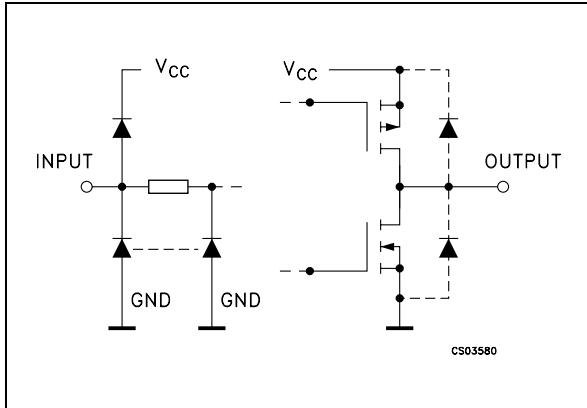 VCC
VCC
INPUT
OUTPUT
GND
GND
CS03580